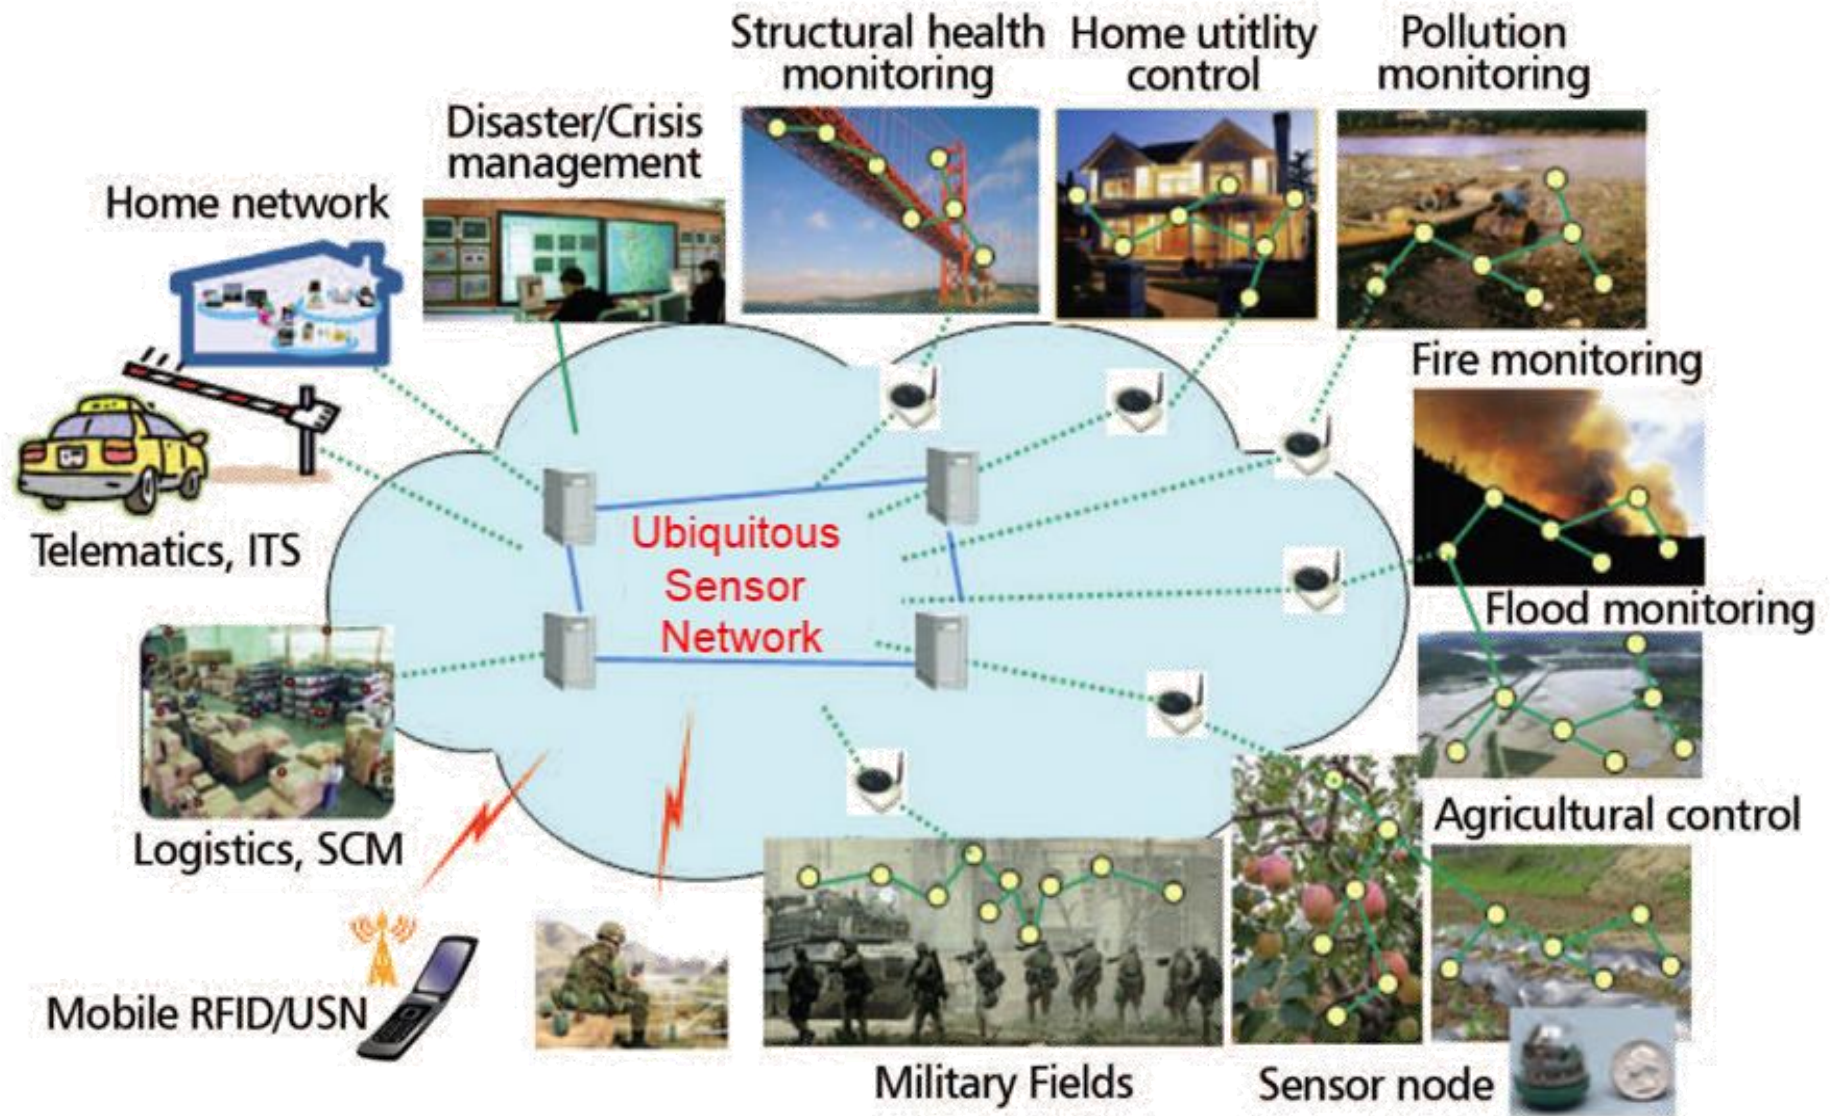 Structural health
monitoring
Home utitlity
control
Pollution
monitoring
Disaster/Crisis
management
Home network
Fire monitoring
Telematics, ITS
Ubiquitous
Sensor
Network
Flood monitoring
Logistics, SCM
Agricultural control
Mobile RFID/USN
Military Fields
Sensor node